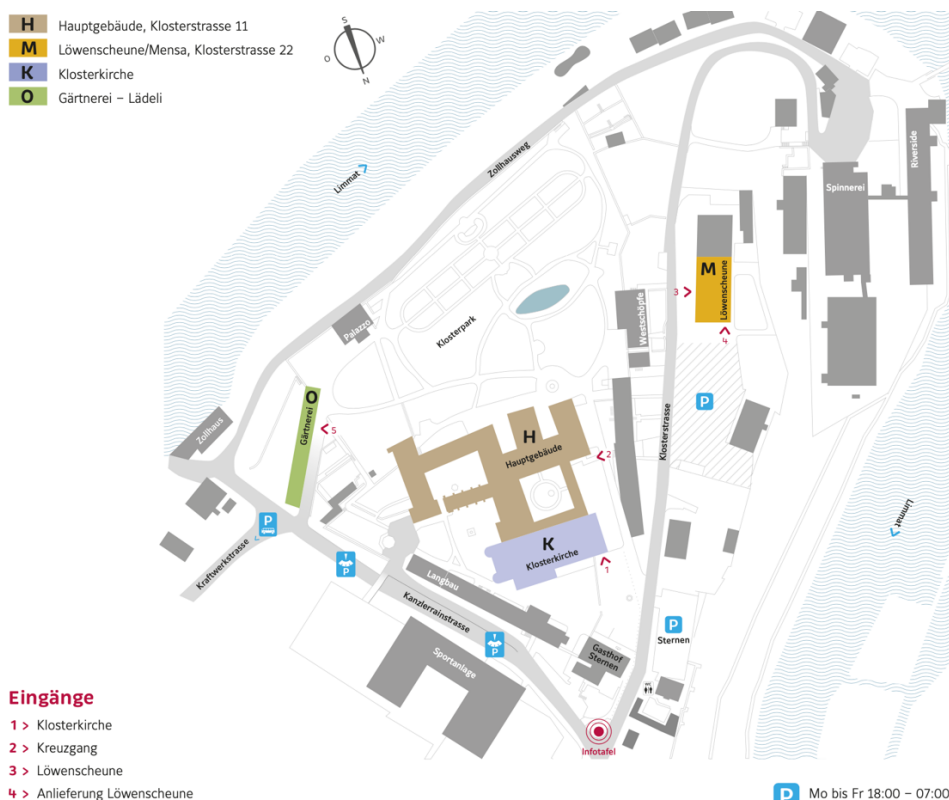 H Hauptgebäude, Klosterstrasse 11
M Löwenscheune/Mensa, Klosterstrasse 22
K Klosterkirche
O Gärtnerei – Lädeli
S
W
O
N
Limmat
Zollhausweg
Riverside
Spinnerei
M
Löwenscheune
3 >
4
Westschöpfe
Klosterpark
Palazzo
O
Gärtnerei
5
Zollhaus
P
Klosterstrasse
H
Hauptgebäude
2
K
Klosterkirche
1
Limmat
P
Kraftwerkstrasse
P
Langbau
Kanzlerrainstrasse
P
Sportanlage
Gasthof
Sternen
P
Sternen
WC
Infotafel
Eingänge
1 > Klosterkirche
2 > Kreuzgang
3 > Löwenscheune
4 > Anlieferung Löwenscheune
P Mo bis Fr 18:00 – 07:00